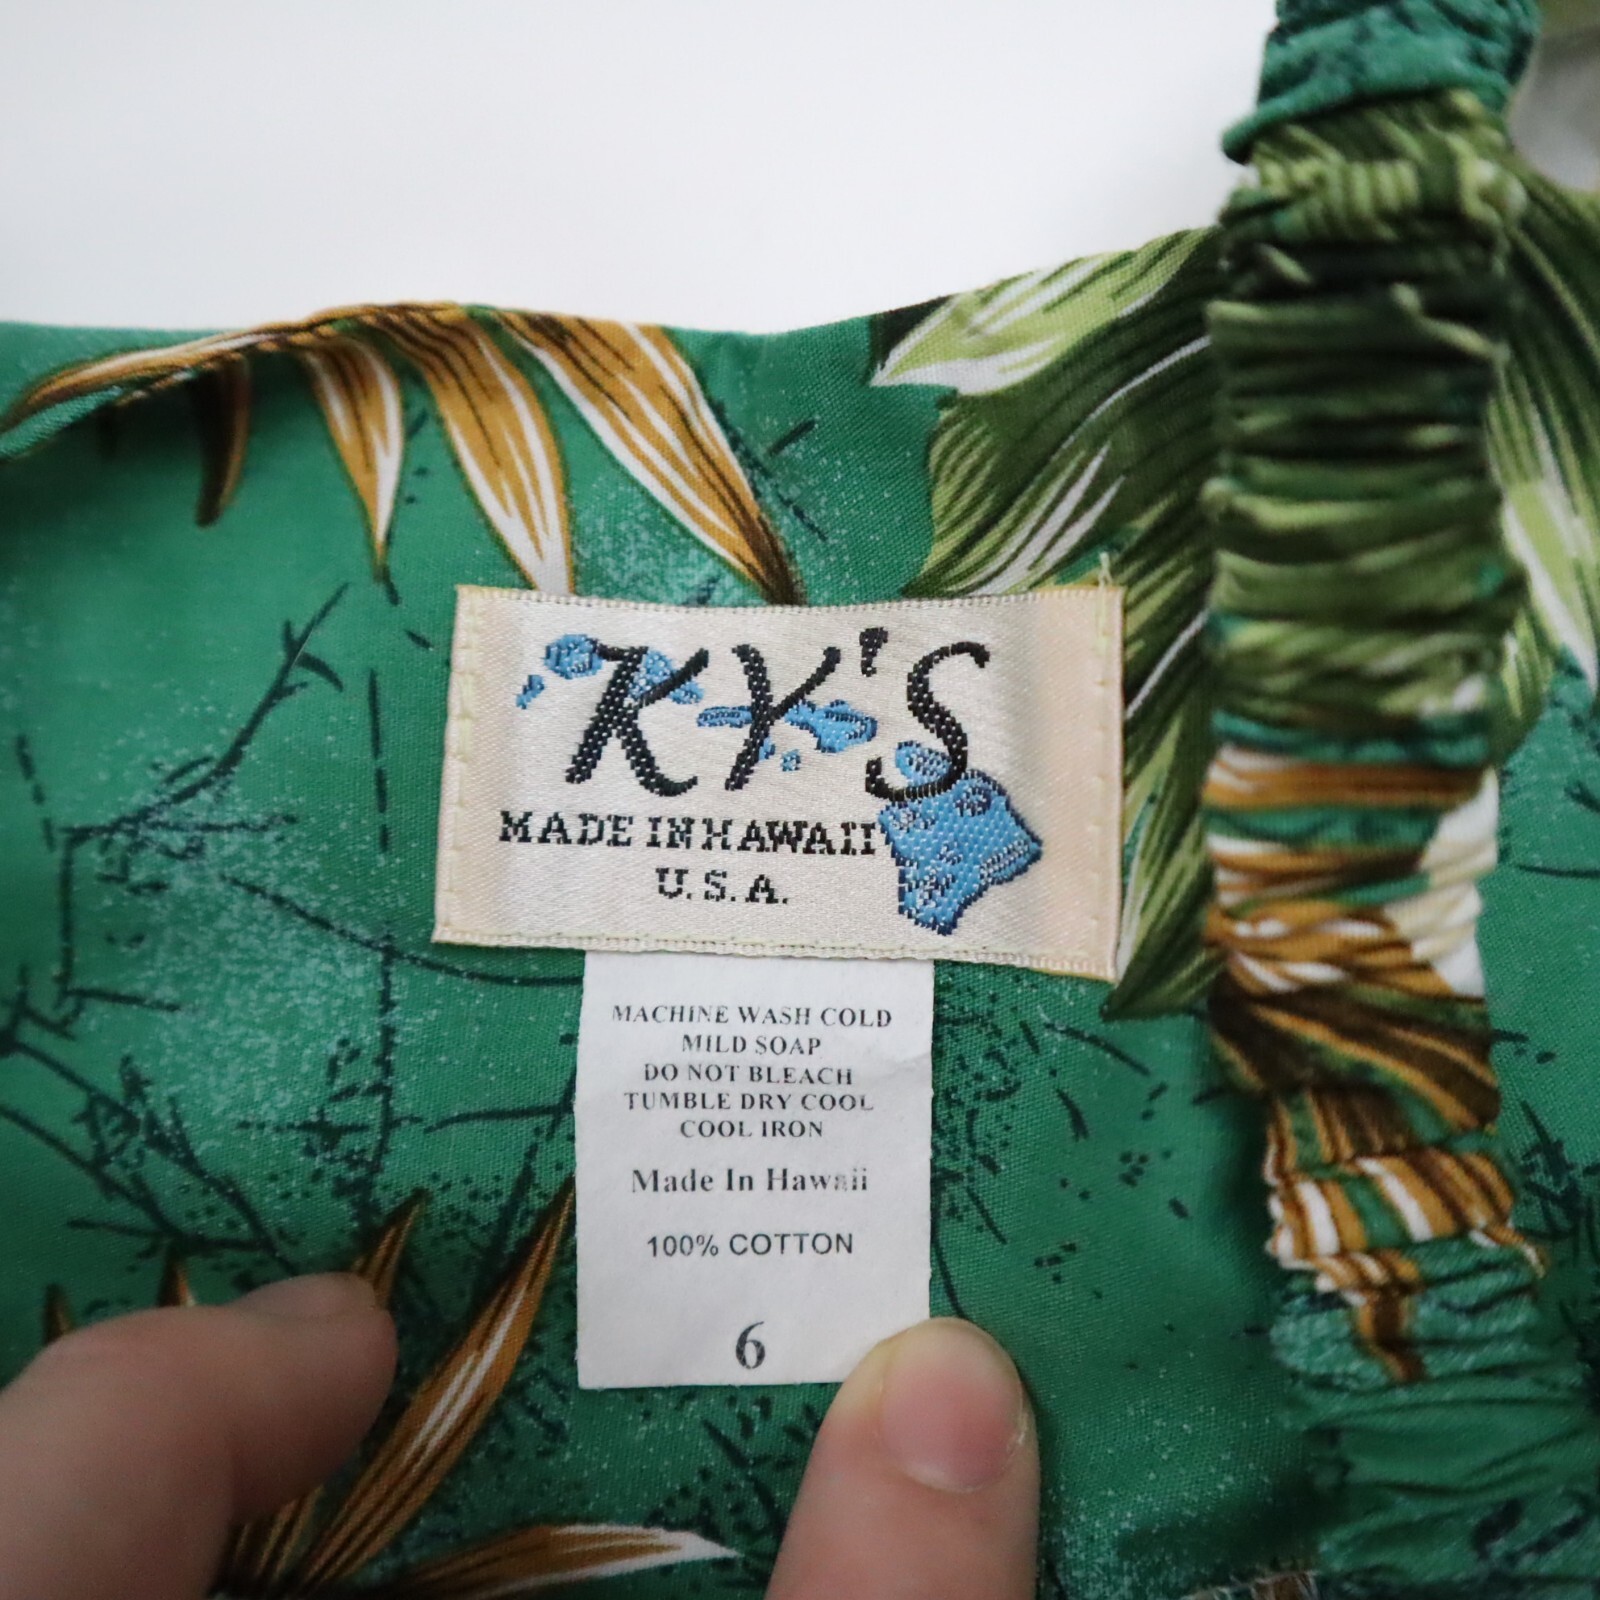 KY'S
MADE IN HAWAII
U.S.A.
MACHINE WASH COLD
MILD SOAP
DO NOT BLEACH
TUMBLE DRY COOL
COOL IRON
Made In Hawaii
100% COTTON
6